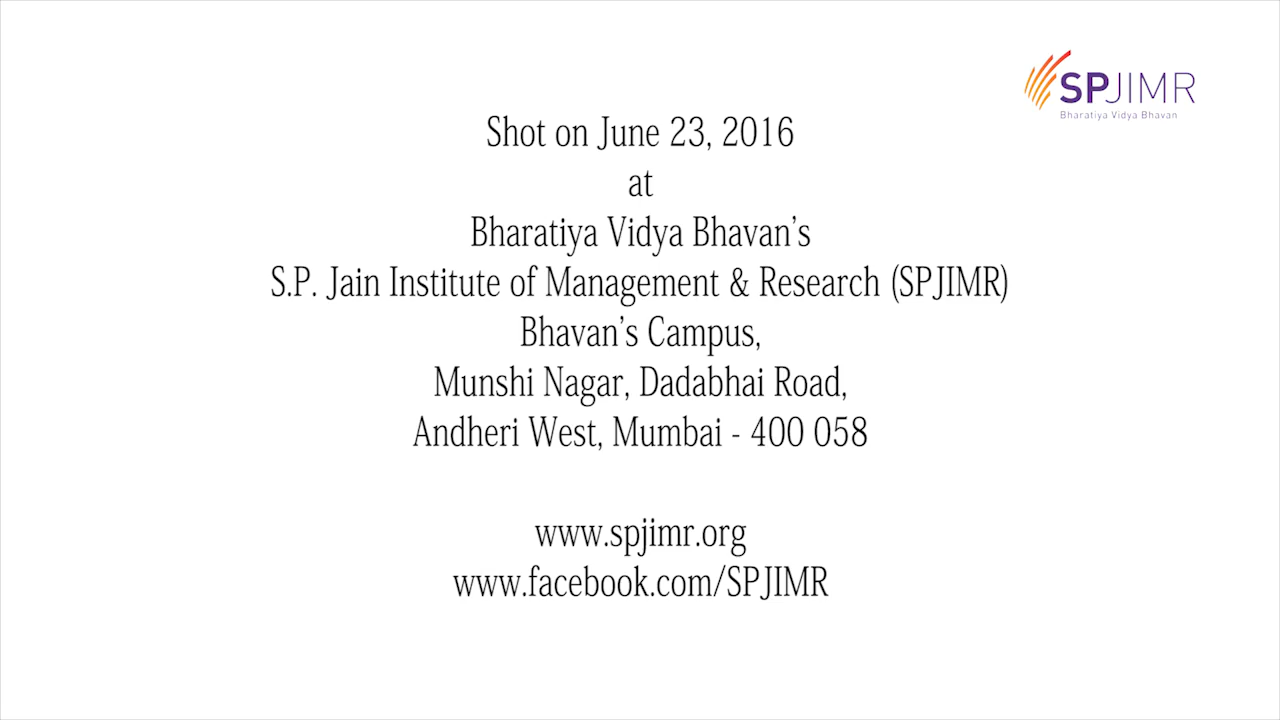 SPJIMR
Bharatiya Vidya Bhavan
Shot on June 23, 2016
at
Bharatiya Vidya Bhavan’s
S.P. Jain Institute of Management & Research (SPJIMR)
Bhavan’s Campus,
Munshi Nagar, Dadabhai Road,
Andheri West, Mumbai - 400 058
www.spjimr.org
www.facebook.com/SPJIMR